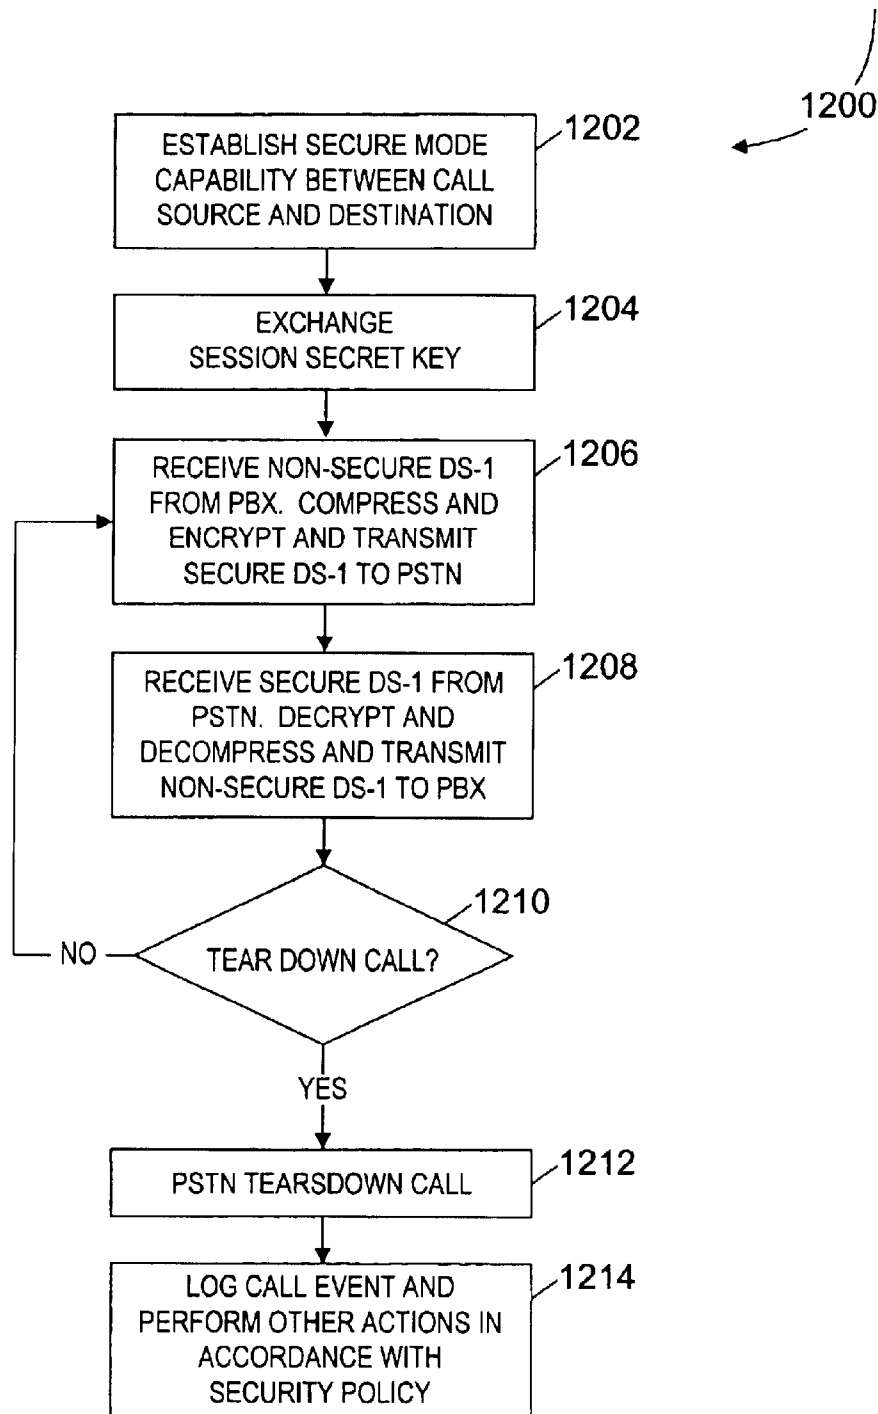 1200
ESTABLISH SECURE MODE
CAPABILITY BETWEEN CALL
SOURCE AND DESTINATION
1202
EXCHANGE
SESSION SECRET KEY
1204
RECEIVE NON-SECURE DS-1
FROM PBX. COMPRESS AND
ENCRYPT AND TRANSMIT
SECURE DS-1 TO PSTN
1206
RECEIVE SECURE DS-1 FROM
PSTN. DECRYPT AND
DECOMPRESS AND TRANSMIT
NON-SECURE DS-1 TO PBX
1208
TEAR DOWN CALL?
1210
NO
YES
PSTN TEARSDOWN CALL
1212
LOG CALL EVENT AND
PERFORM OTHER ACTIONS IN
ACCORDANCE WITH
SECURITY POLICY
1214